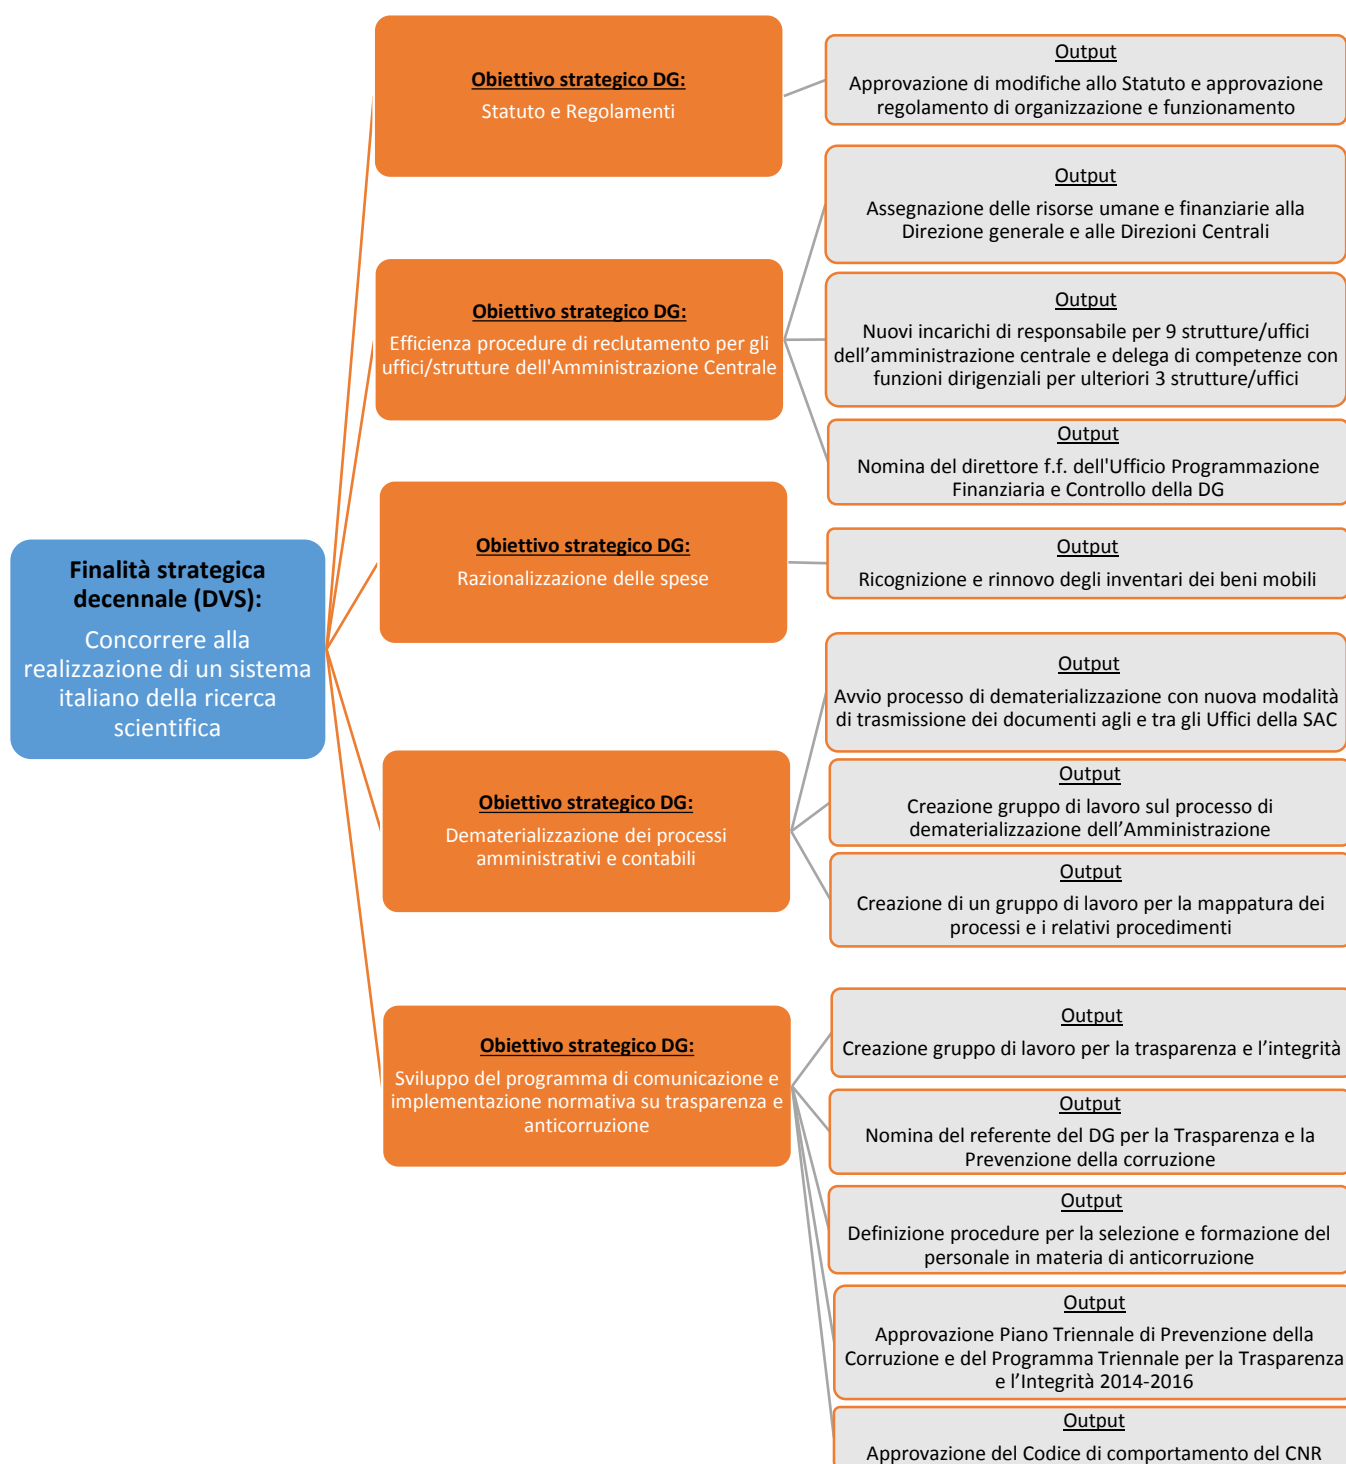 Finalità strategica
decennale (DVS):
Concorrere alla
realizzazione di un sistema
italiano della ricerca
scientifica
Obiettivo strategico DG:
Statuto e Regolamenti
Output
Approvazione di modifiche allo Statuto e approvazione
regolamento di organizzazione e funzionamento
Obiettivo strategico DG:
Efficienza procedure di reclutamento per gli
uffici/strutture dell'Amministrazione Centrale
Output
Assegnazione delle risorse umane e finanziarie alla
Direzione generale e alle Direzioni Centrali
Output
Nuovi incarichi di responsabile per 9 strutture/uffici
dell’amministrazione centrale e delega di competenze con
funzioni dirigenziali per ulteriori 3 strutture/uffici
Output
Nomina del direttore f.f. dell'Ufficio Programmazione
Finanziaria e Controllo della DG
Obiettivo strategico DG:
Razionalizzazione delle spese
Output
Ricognizione e rinnovo degli inventari dei beni mobili
Obiettivo strategico DG:
Dematerializzazione dei processi
amministrativi e contabili
Output
Avvio processo di dematerializzazione con nuova modalità
di trasmissione dei documenti agli e tra gli Uffici della SAC
Output
Creazione gruppo di lavoro sul processo di
dematerializzazione dell’Amministrazione
Output
Creazione di un gruppo di lavoro per la mappatura dei
processi e i relativi procedimenti
Obiettivo strategico DG:
Sviluppo del programma di comunicazione e
implementazione normativa su trasparenza e
anticorruzione
Output
Creazione gruppo di lavoro per la trasparenza e l’integrità
Output
Nomina del referente del DG per la Trasparenza e la
Prevenzione della corruzione
Output
Definizione procedure per la selezione e formazione del
personale in materia di anticorruzione
Output
Approvazione Piano Triennale di Prevenzione della
Corruzione e del Programma Triennale per la Trasparenza
e l’Integrità 2014-2016
Output
Approvazione del Codice di comportamento del CNR